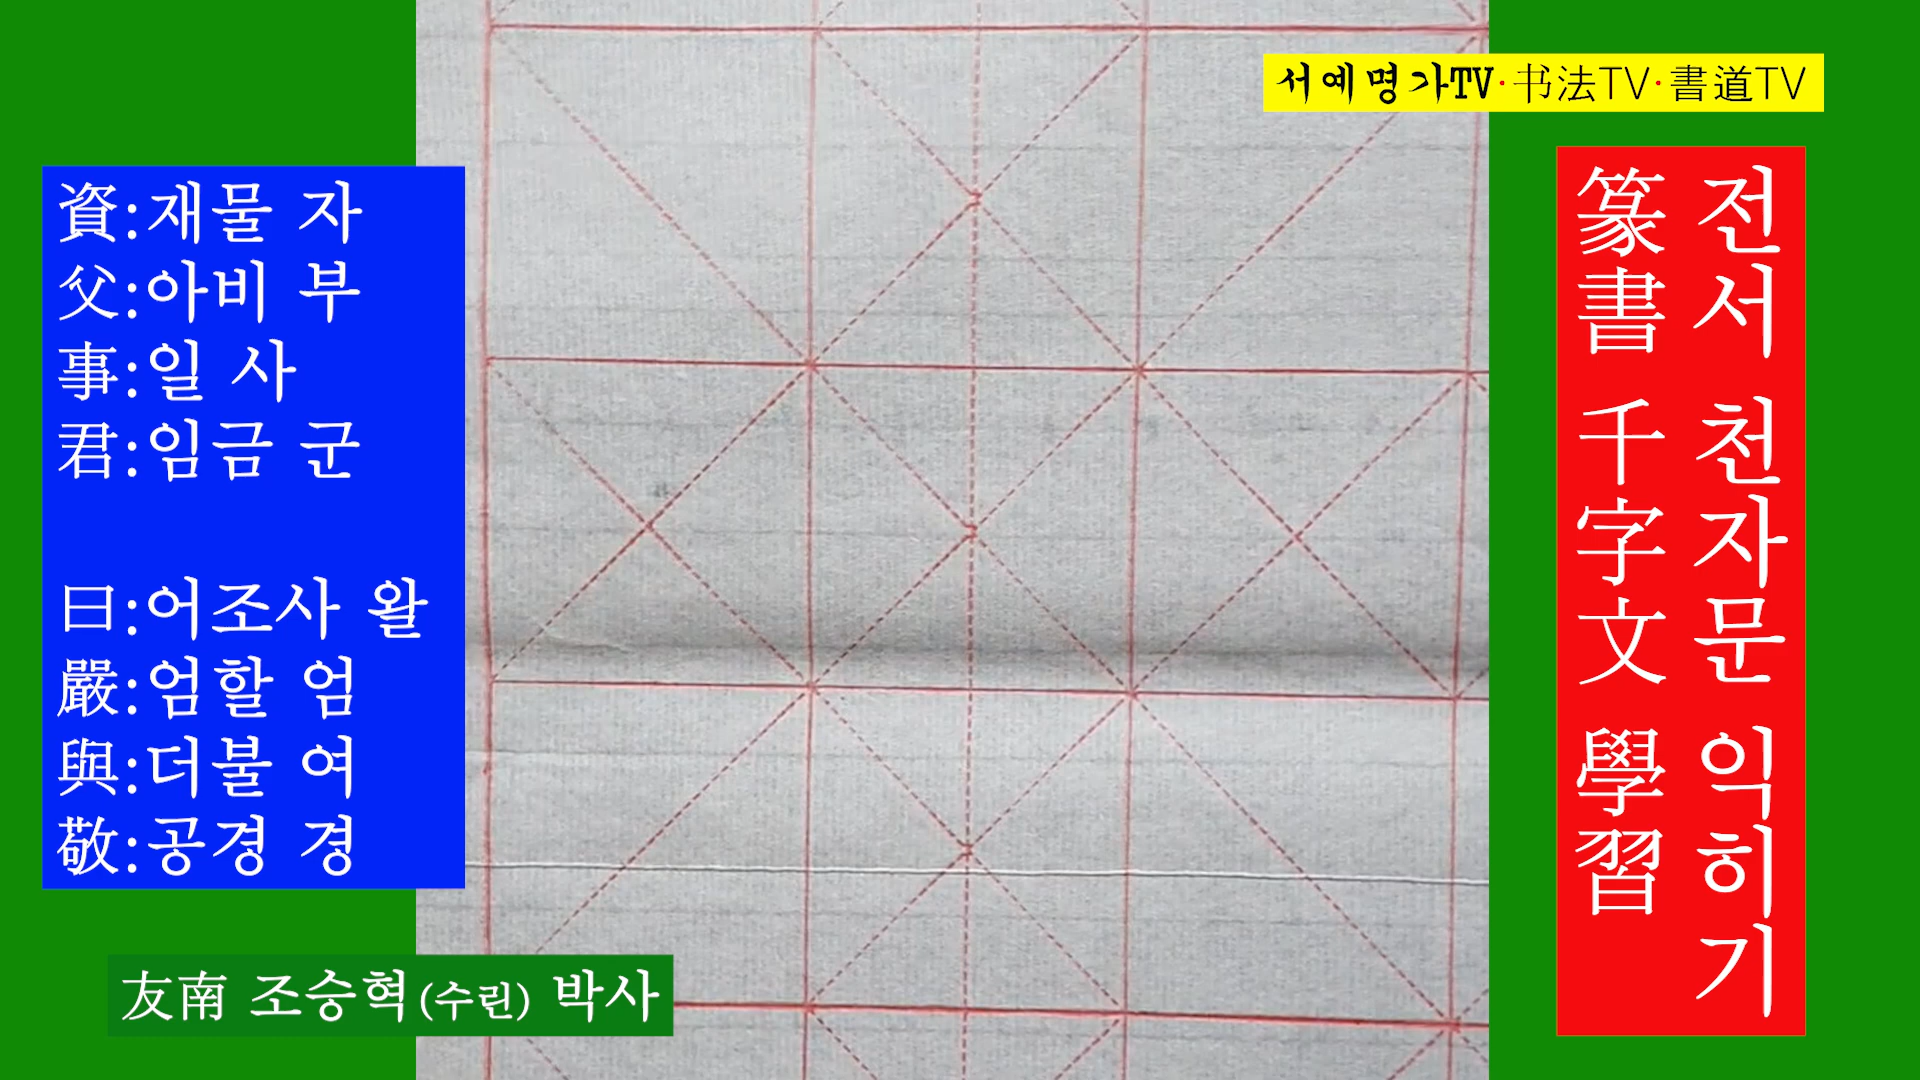 서예명가TV·书法TV·書道TV
資:재물 자
父:아비 부
事:일 사
君:임금 군
曰:어조사 왈
嚴:엄할 엄
與:더불 여
敬:공경 경
전서 천자문 익히기
篆書 千字文 學習
友南 조승혁(수린) 박사